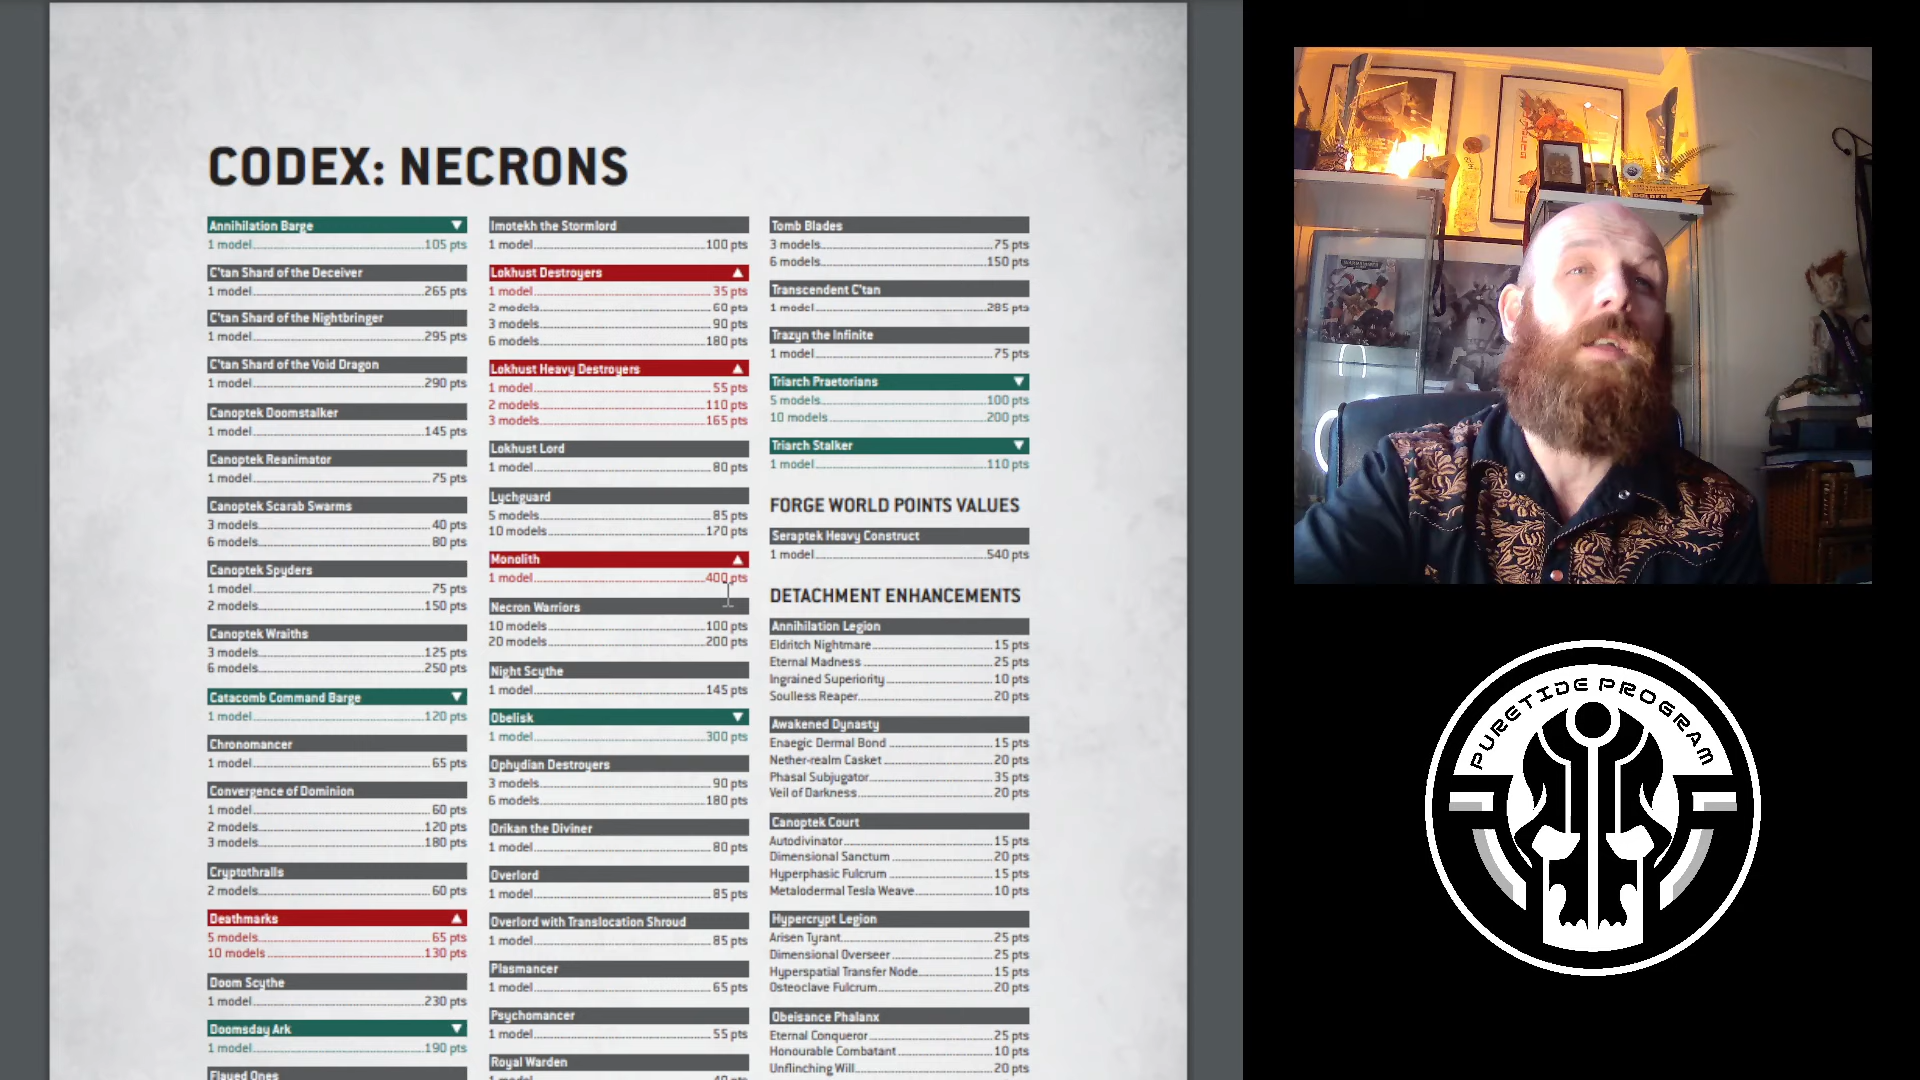 CODEX: NECRONS
Annihilation Barge ▼
1 model 105 pts
C'tan Shard of the Deceiver
1 model 265 pts
C'tan Shard of the Nightbringer
1 model 295 pts
C'tan Shard of the Void Dragon
1 model 290 pts
Canoptek Doomstalker
1 model 145 pts
Canoptek Reanimator
1 model 75 pts
Canoptek Scarab Swarms
3 models 40 pts
6 models 80 pts
Canoptek Spyders
1 model 75 pts
2 models 150 pts
Canoptek Wraiths
3 models 125 pts
6 models 250 pts
Catacomb Command Barge ▼
1 model 120 pts
Chronomancer
1 model 65 pts
Convergence of Dominion
1 model 60 pts
2 models 120 pts
3 models 180 pts
Cryptothralls
2 models 60 pts
Deathmarks ▲
5 models 65 pts
10 models 130 pts
Doom Scythe
1 model 230 pts
Doomsday Ark ▼
1 model 190 pts
Flayed Ones
Imotekh the Stormlord
1 model 100 pts
Lokhust Destroyers ▲
1 model 35 pts
2 models 60 pts
3 models 90 pts
6 models 180 pts
Lokhust Heavy Destroyers ▲
1 model 55 pts
2 models 110 pts
3 models 165 pts
Lokhust Lord
1 model 80 pts
Lychguard
5 models 85 pts
10 models 170 pts
Monolith ▲
1 model 400 pts
Necron Warriors
10 models 100 pts
20 models 200 pts
Night Scythe
1 model 145 pts
Obelisk ▼
1 model 300 pts
Ophydian Destroyers
3 models 90 pts
6 models 180 pts
Orikan the Diviner
1 model 80 pts
Overlord
1 model 85 pts
Overlord with Translocation Shroud
1 model 85 pts
Plasmancer
1 model 65 pts
Psychomancer
1 model 55 pts
Royal Warden
Tomb Blades
3 models 75 pts
6 models 150 pts
Transcendent C'tan
1 model 285 pts
Trazyn the Infinite
1 model 75 pts
Triarch Praetorians ▼
5 models 100 pts
10 models 200 pts
Triarch Stalker ▼
1 model 110 pts
FORGE WORLD POINTS VALUES
Seraptek Heavy Construct
1 model 540 pts
DETACHMENT ENHANCEMENTS
Annihilation Legion
Eldritch Nightmare 15 pts
Eternal Madness 25 pts
Ingrained Superiority 10 pts
Soulless Reaper 20 pts
Awakened Dynasty
Enaegic Dermal Bond 15 pts
Nether-realm Casket 20 pts
Phasal Subjugator 35 pts
Veil of Darkness 20 pts
Canoptek Court
Autodivinator 15 pts
Dimensional Sanctum 20 pts
Hyperphasic Fulcrum 15 pts
Metalodermal Tesla Weave 10 pts
Hypercrypt Legion
Arisen Tyrant 25 pts
Dimensional Overseer 25 pts
Hyperspatial Transfer Node 15 pts
Osteoclave Fulcrum 20 pts
Obeisance Phalanx
Eternal Conqueror 25 pts
Honourable Combatant 10 pts
Unflinching Will 20 pts
PURETIDE PROGRAM